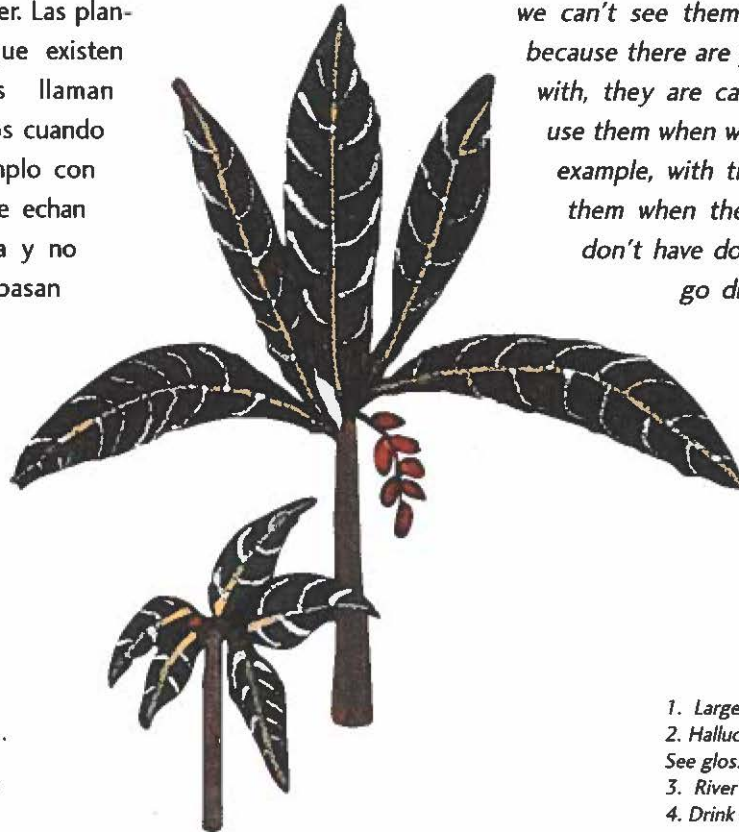 er. Las plan-
ue existen
s llaman
os cuando
mplo con
e echan
a y no
pasan
we can't see them
because there are
with, they are ca
use them when w
example, with t
them when the
don't have do
go d
.
1. Large
2. Halluc
See glos
3. River
4. Drink